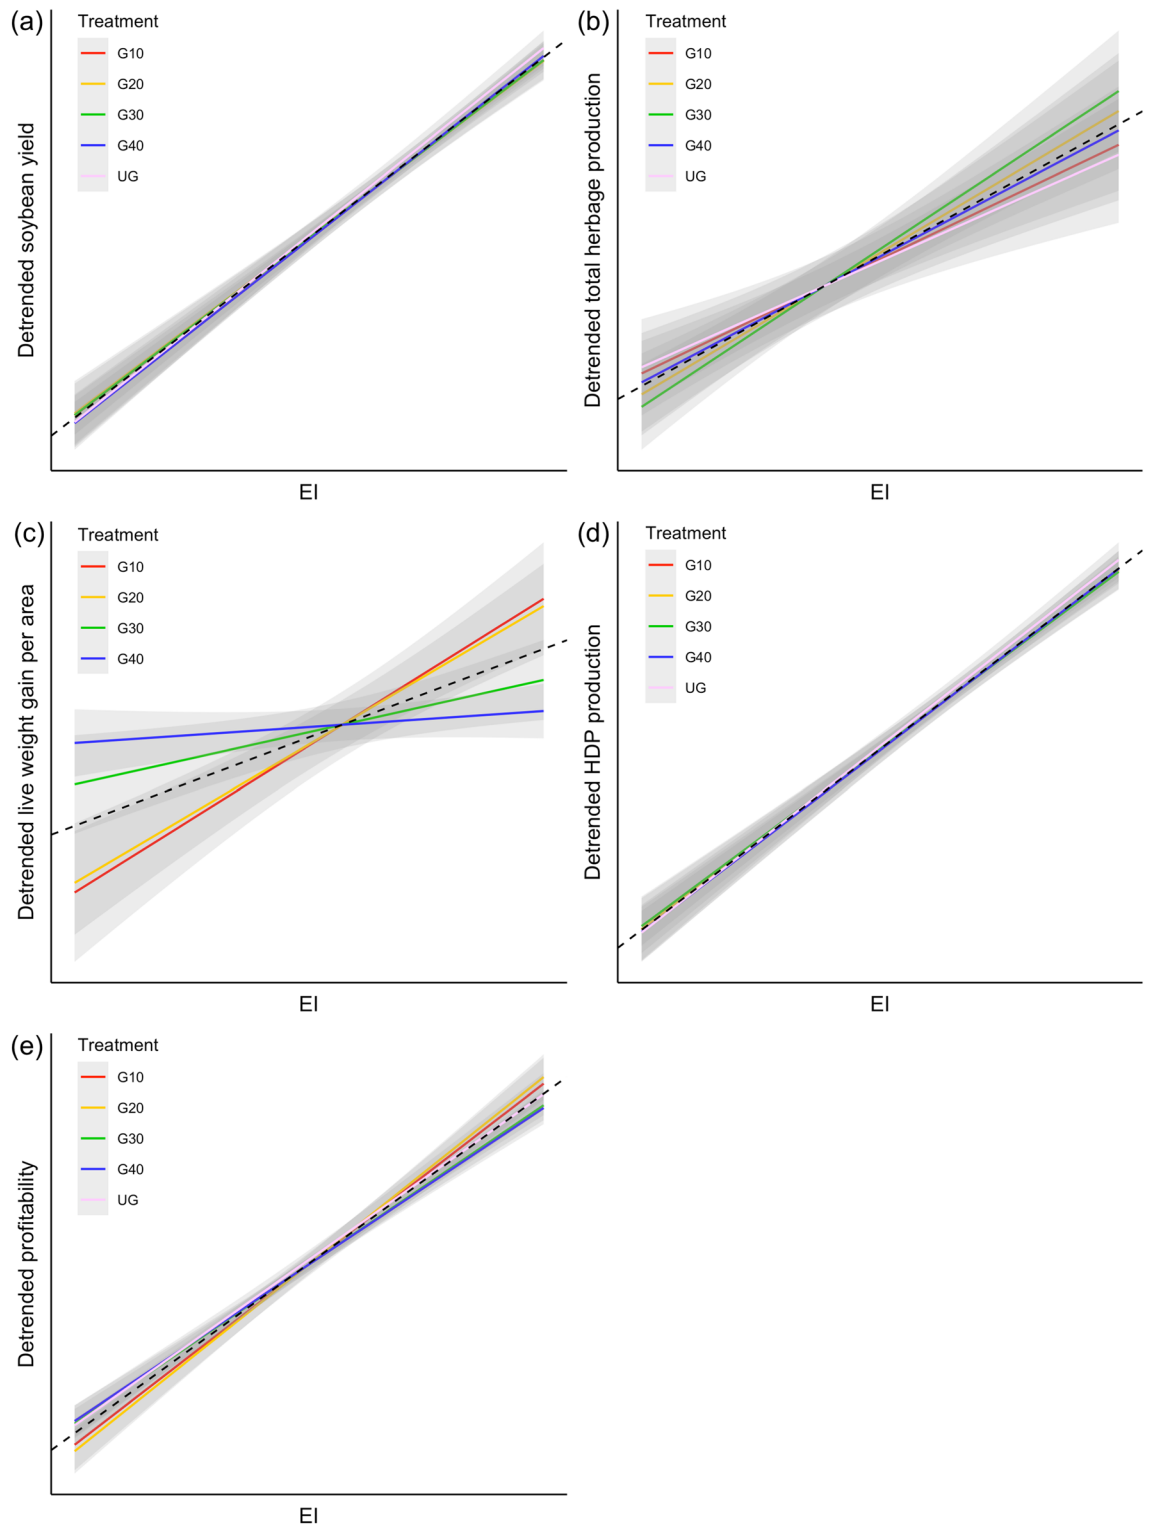 (a)
Treatment
G10
G20
G30
G40
UG
Detrended soybean yield
EI
(b)
Treatment
G10
G20
G30
G40
UG
Detrended total herbage production
EI
(c)
Treatment
G10
G20
G30
G40
Detrended live weight gain per area
EI
(d)
Treatment
G10
G20
G30
G40
UG
Detrended HDP production
EI
(e)
Treatment
G10
G20
G30
G40
UG
Detrended profitability
EI